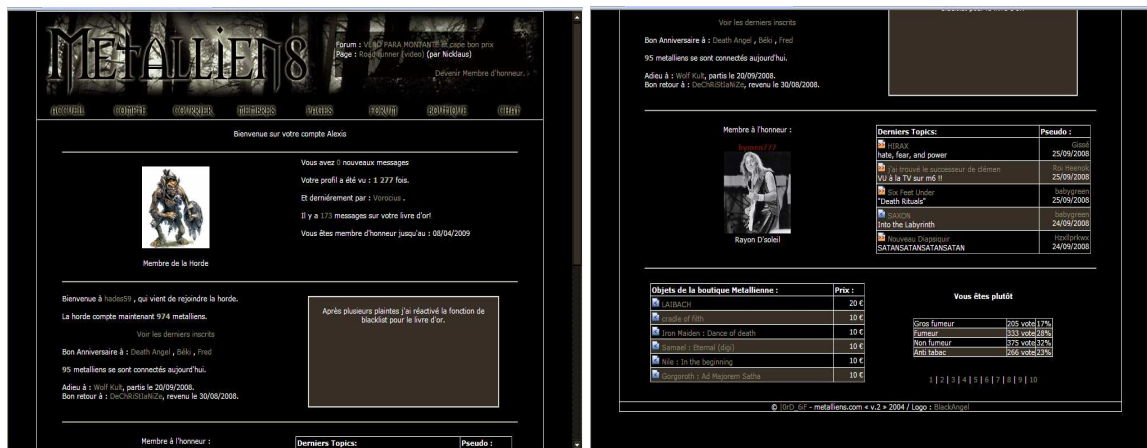 METALLIENS
Forum : VEND PARA MONTANTE et cape bon prix
Page : Road runner (video) (par Nicklaus)
Devenir Membre d'honneur.
ACCUEIL COMPTE COURRIER MEMBRES PAGES FORUM BOUTIQUE CHAT
Bienvenue sur votre compte Alexis
Vous avez 0 nouveaux messages
Votre profil a été vu : 1 277 fois.
Et dernièrement par : Vorocius .
Il y a 173 messages sur votre livre d'or!
Vous êtes membre d'honneur jusqu'au : 08/04/2009
Membre de la Horde
Bienvenue à hades59 , qui vient de rejoindre la horde.
La horde compte maintenant 974 metalliens.
Voir les derniers inscrits
Bon Anniversaire à : Death Angel , Béki , Fred
95 metalliens se sont connectés aujourd'hui.
Adieu à : Wolf Kult, partis le 20/09/2008.
Bon retour à : DeChRiStIaNiZe, revenu le 30/08/2008.
Après plusieurs plaintes j'ai réactivé la fonction de
blacklist pour le livre d'or.
Membre à l'honneur :
Derniers Topics: Pseudo :
Voir les derniers inscrits
Bon Anniversaire à : Death Angel , Béki , Fred
95 metalliens se sont connectés aujourd'hui.
Adieu à : Wolf Kult, partis le 20/09/2008.
Bon retour à : DeChRiStIaNiZe, revenu le 30/08/2008.
Membre à l'honneur :
hymen777
Rayon D'soleil
Derniers Topics: Pseudo :
HIRAX Gissé
hate, fear, and power 25/09/2008
j'ai trouvé le successeur de clémen Roi Heenok
VU à la TV sur m6 !! 25/09/2008
Six Feet Under babygreen
"Death Rituals" 25/09/2008
SAXON babygreen
Into the Labyrinth 24/09/2008
Nouveau Diapsiquir Hzxllprkwx
SATANSATANSATANSATAN 24/09/2008
Objets de la boutique Metallienne : Prix :
LAIBACH 20 €
cradle of filth 10 €
Iron Maiden : Dance of death 10 €
Samael : Eternal (digi) 10 €
Nile : In the beginning 10 €
Gorgoroth : Ad Majorem Satha 10 €
Vous êtes plutôt
Gros fumeur 205 vote 17%
Fumeur 333 vote 28%
Non fumeur 375 vote 32%
Anti tabac 266 vote 23%
1 | 2 | 3 | 4 | 5 | 6 | 7 | 8 | 9 | 10
© J0rD_6iF - metalliens.com « v.2 » 2004 / Logo : BlackAngel